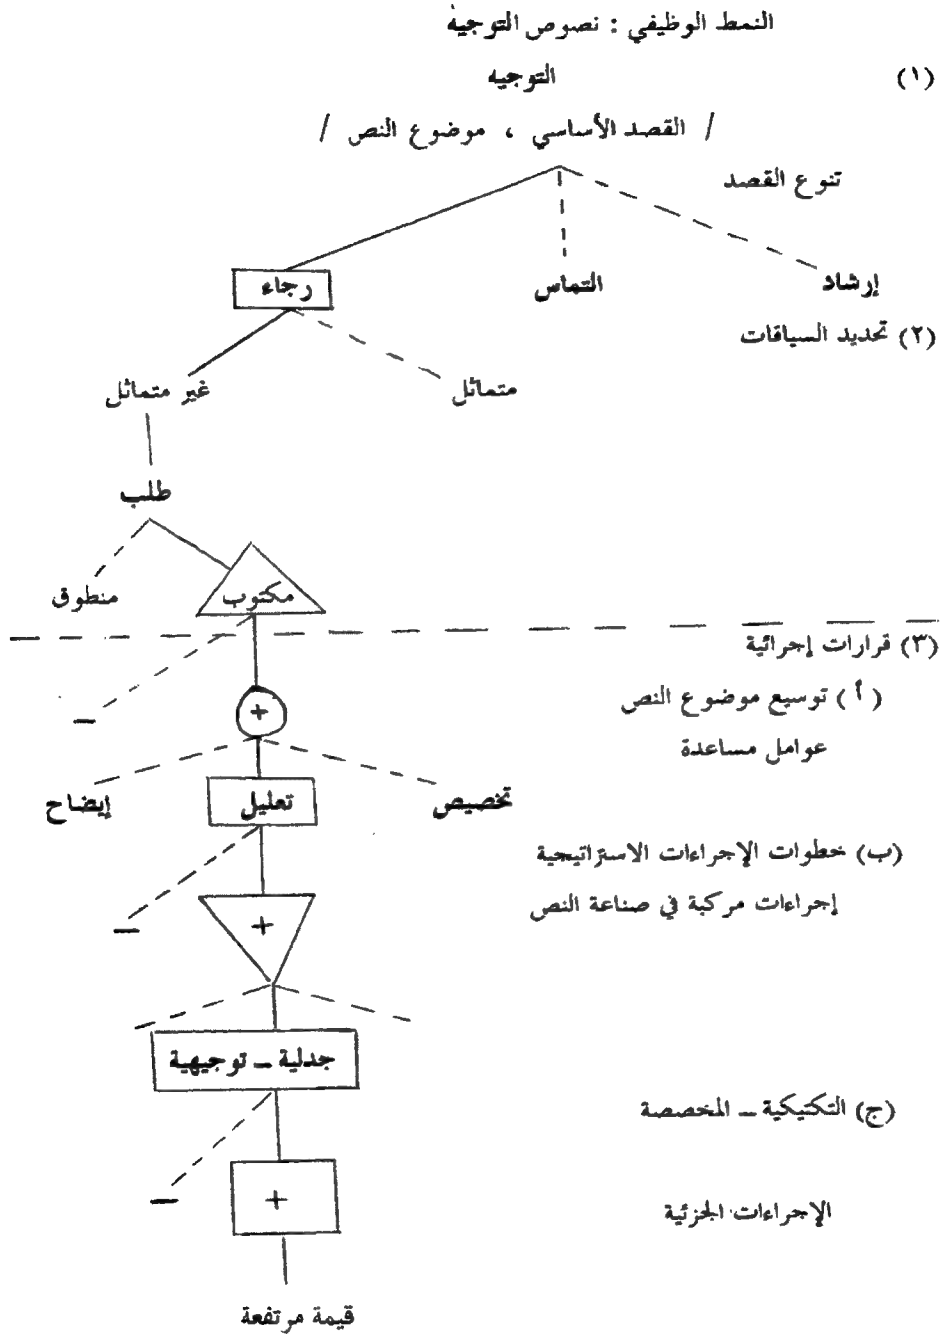 النمط الوظيفي : نصوص التوجيه
(١) التوجيه
/ القصد الأساسي ، موضوع النص /
تنوع القصد
إرشاد التماس رجاء
(٢) تحديد السياقات
متماثل غير متماثل
طلب
مكتوب منطوق
(٣) قرارات إجرائية
(أ) توسيع موضوع النص
+ –
عوامل مساعدة
تخصيص تعليل إيضاح
(ب) خطوات الإجراءات الاستراتيجية
إجراءات مركبة في صناعة النص
+ –
جدلية – توجيهية
(ج) التكتيكية – المخصصة
+ –
الإجراءات الجزئية
قيمة مرتفعة